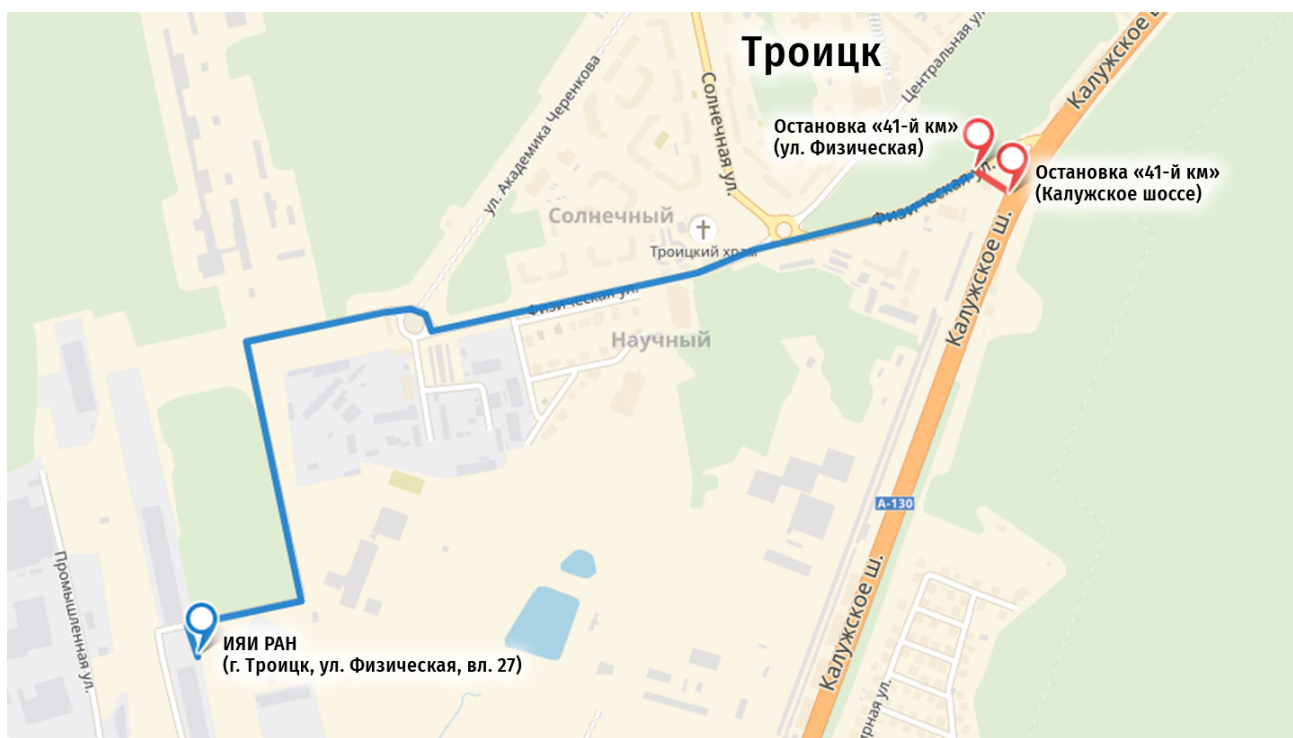 Троицк
Калужское ш.
Центральная ул.
ул. Академика Черенкова
Солнечная ул.
Остановка «41-й км»
(ул. Физическая)
Остановка «41-й км»
(Калужское шоссе)
Физическая ул.
Солнечный
Троицкий храм
Калужское ш.
Физическая ул.
Научный
А-130
Промышленная ул.
Калужское ш.
ИЯИ РАН
(г. Троицк, ул. Физическая, вл. 27)